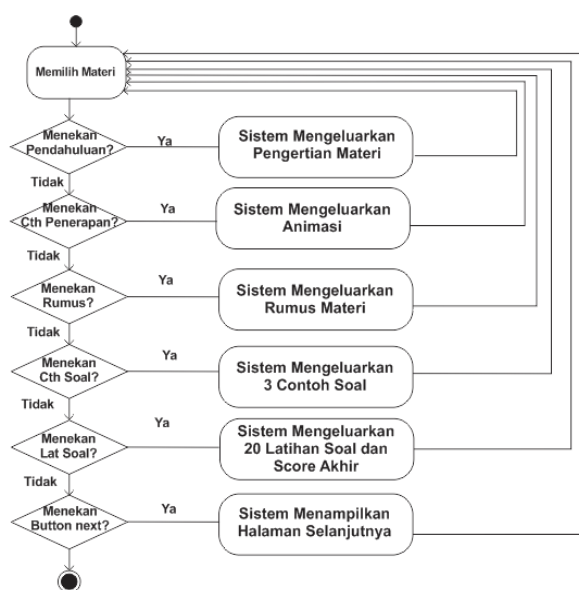 Memilih Materi
Menekan
Pendahuluan?
Ya
Sistem Mengeluarkan
Pengertian Materi
Tidak
Menekan
Cth Penerapan?
Ya
Sistem Mengeluarkan
Animasi
Tidak
Menekan
Rumus?
Ya
Sistem Mengeluarkan
Rumus Materi
Tidak
Menekan
Cth Soal?
Ya
Sistem Mengeluarkan
3 Contoh Soal
Tidak
Menekan
Lat Soal?
Ya
Sistem Mengeluarkan
20 Latihan Soal dan
Score Akhir
Tidak
Menekan
Button next?
Ya
Sistem Menampilkan
Halaman Selanjutnya